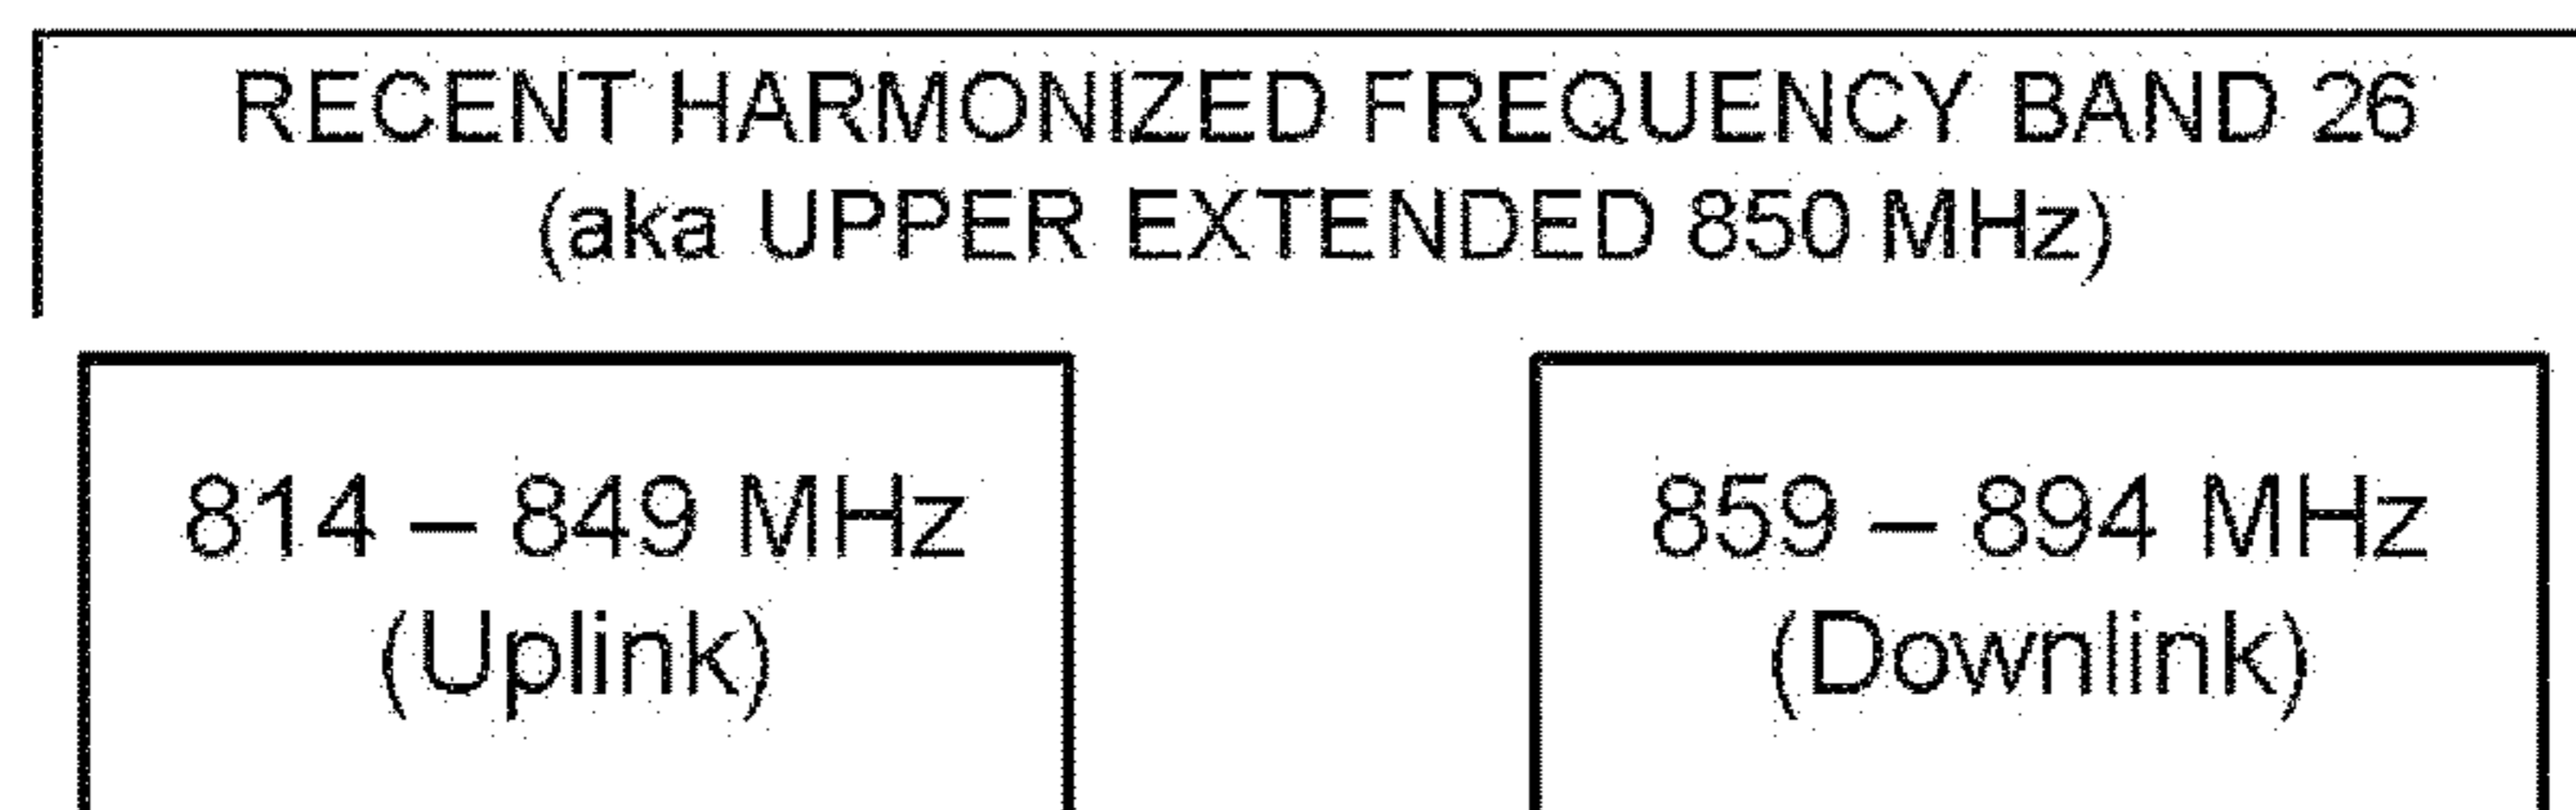 RECENT HARMONIZED FREQUENCY BAND 26
(aka UPPER EXTENDED 850 MHz)
814 – 849 MHz
(Uplink)
859 – 894 MHz
(Downlink)